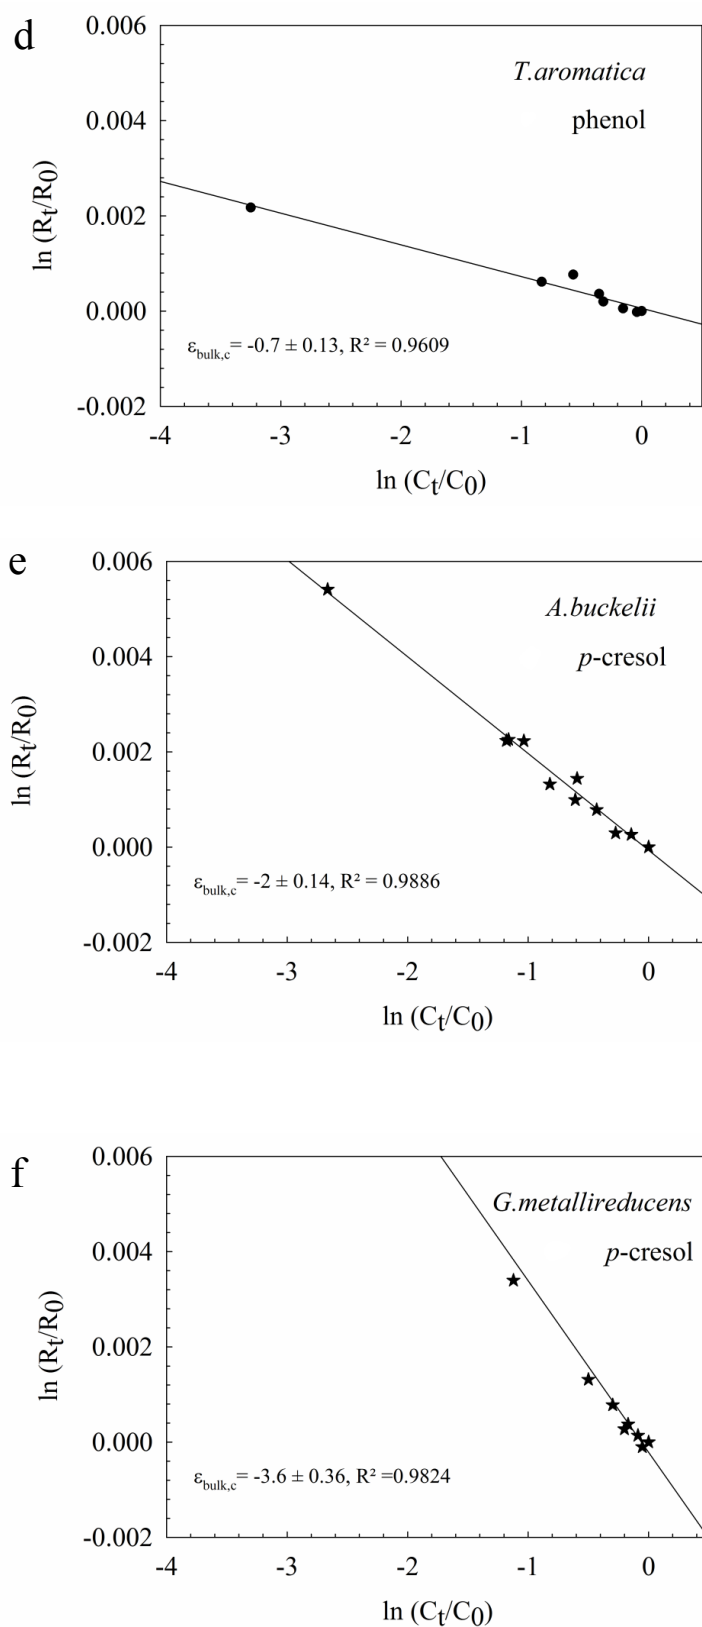 d
0.006
T.aromatica
0.004
phenol
ln (Rt/R0)
0.002
0.000
εbulk,c= -0.7 ± 0.13, R² = 0.9609
-0.002
-4 -3 -2 -1 0
ln (Ct/C0)
e
0.006
A.buckelii
0.004
p-cresol
ln (Rt/R0)
0.002
0.000
εbulk,c= -2 ± 0.14, R² = 0.9886
-0.002
-4 -3 -2 -1 0
ln (Ct/C0)
f
0.006
G.metallireducens
0.004
p-cresol
ln (Rt/R0)
0.002
0.000
εbulk,c= -3.6 ± 0.36, R² =0.9824
-0.002
-4 -3 -2 -1 0
ln (Ct/C0)